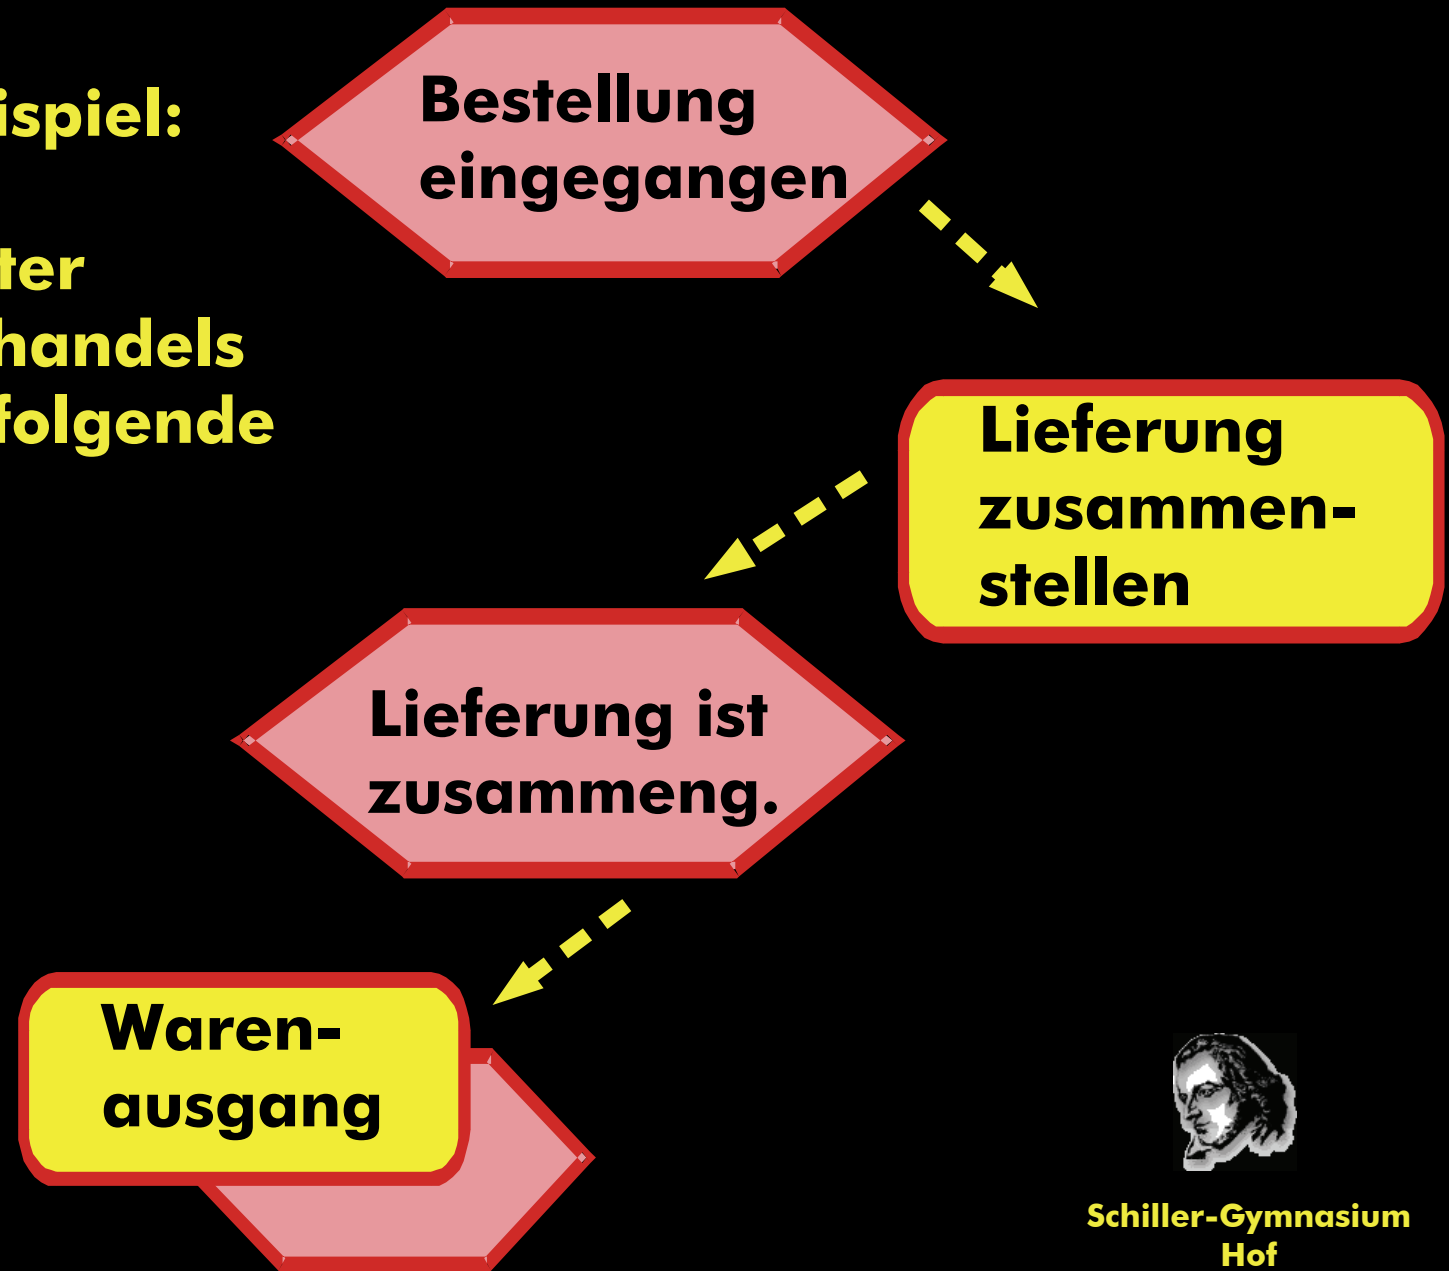 ispiel:
ter
handels
folgende
Bestellung
eingegangen
Lieferung
zusammen-
stellen
Lieferung ist
zusammeng.
Waren-
ausgang
Schiller-Gymnasium
Hof